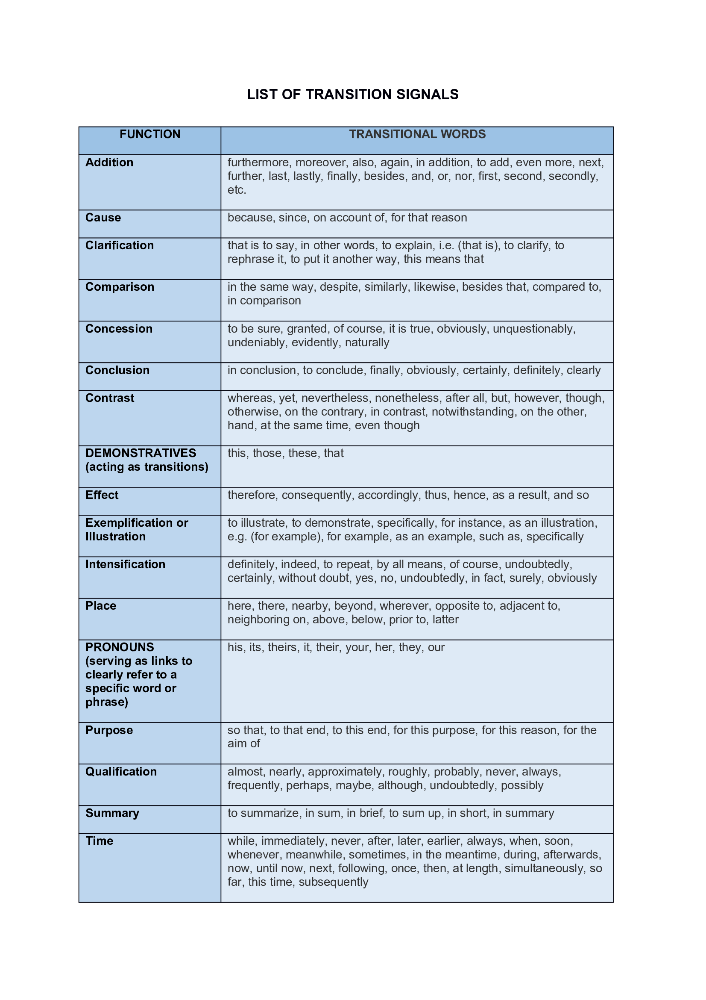 LIST OF TRANSITION SIGNALS
FUNCTION
TRANSITIONAL WORDS
Addition
furthermore, moreover, also, again, in addition, to add, even more, next,
further, last, lastly, finally, besides, and, or, nor, first, second, secondly,
etc.
Cause
because, since, on account of, for that reason
Clarification
that is to say, in other words, to explain, i.e. (that is), to clarify, to
rephrase it, to put it another way, this means that
Comparison
in the same way, despite, similarly, likewise, besides that, compared to,
in comparison
Concession
to be sure, granted, of course, it is true, obviously, unquestionably,
undeniably, evidently, naturally
Conclusion
in conclusion, to conclude, finally, obviously, certainly, definitely, clearly
Contrast
whereas, yet, nevertheless, nonetheless, after all, but, however, though,
otherwise, on the contrary, in contrast, notwithstanding, on the other,
hand, at the same time, even though
DEMONSTRATIVES
(acting as transitions)
this, those, these, that
Effect
therefore, consequently, accordingly, thus, hence, as a result, and so
Exemplification or
Illustration
to illustrate, to demonstrate, specifically, for instance, as an illustration,
e.g. (for example), for example, as an example, such as, specifically
Intensification
definitely, indeed, to repeat, by all means, of course, undoubtedly,
certainly, without doubt, yes, no, undoubtedly, in fact, surely, obviously
Place
here, there, nearby, beyond, wherever, opposite to, adjacent to,
neighboring on, above, below, prior to, latter
PRONOUNS
(serving as links to
clearly refer to a
specific word or
phrase)
his, its, theirs, it, their, your, her, they, our
Purpose
so that, to that end, to this end, for this purpose, for this reason, for the
aim of
Qualification
almost, nearly, approximately, roughly, probably, never, always,
frequently, perhaps, maybe, although, undoubtedly, possibly
Summary
to summarize, in sum, in brief, to sum up, in short, in summary
Time
while, immediately, never, after, later, earlier, always, when, soon,
whenever, meanwhile, sometimes, in the meantime, during, afterwards,
now, until now, next, following, once, then, at length, simultaneously, so
far, this time, subsequently